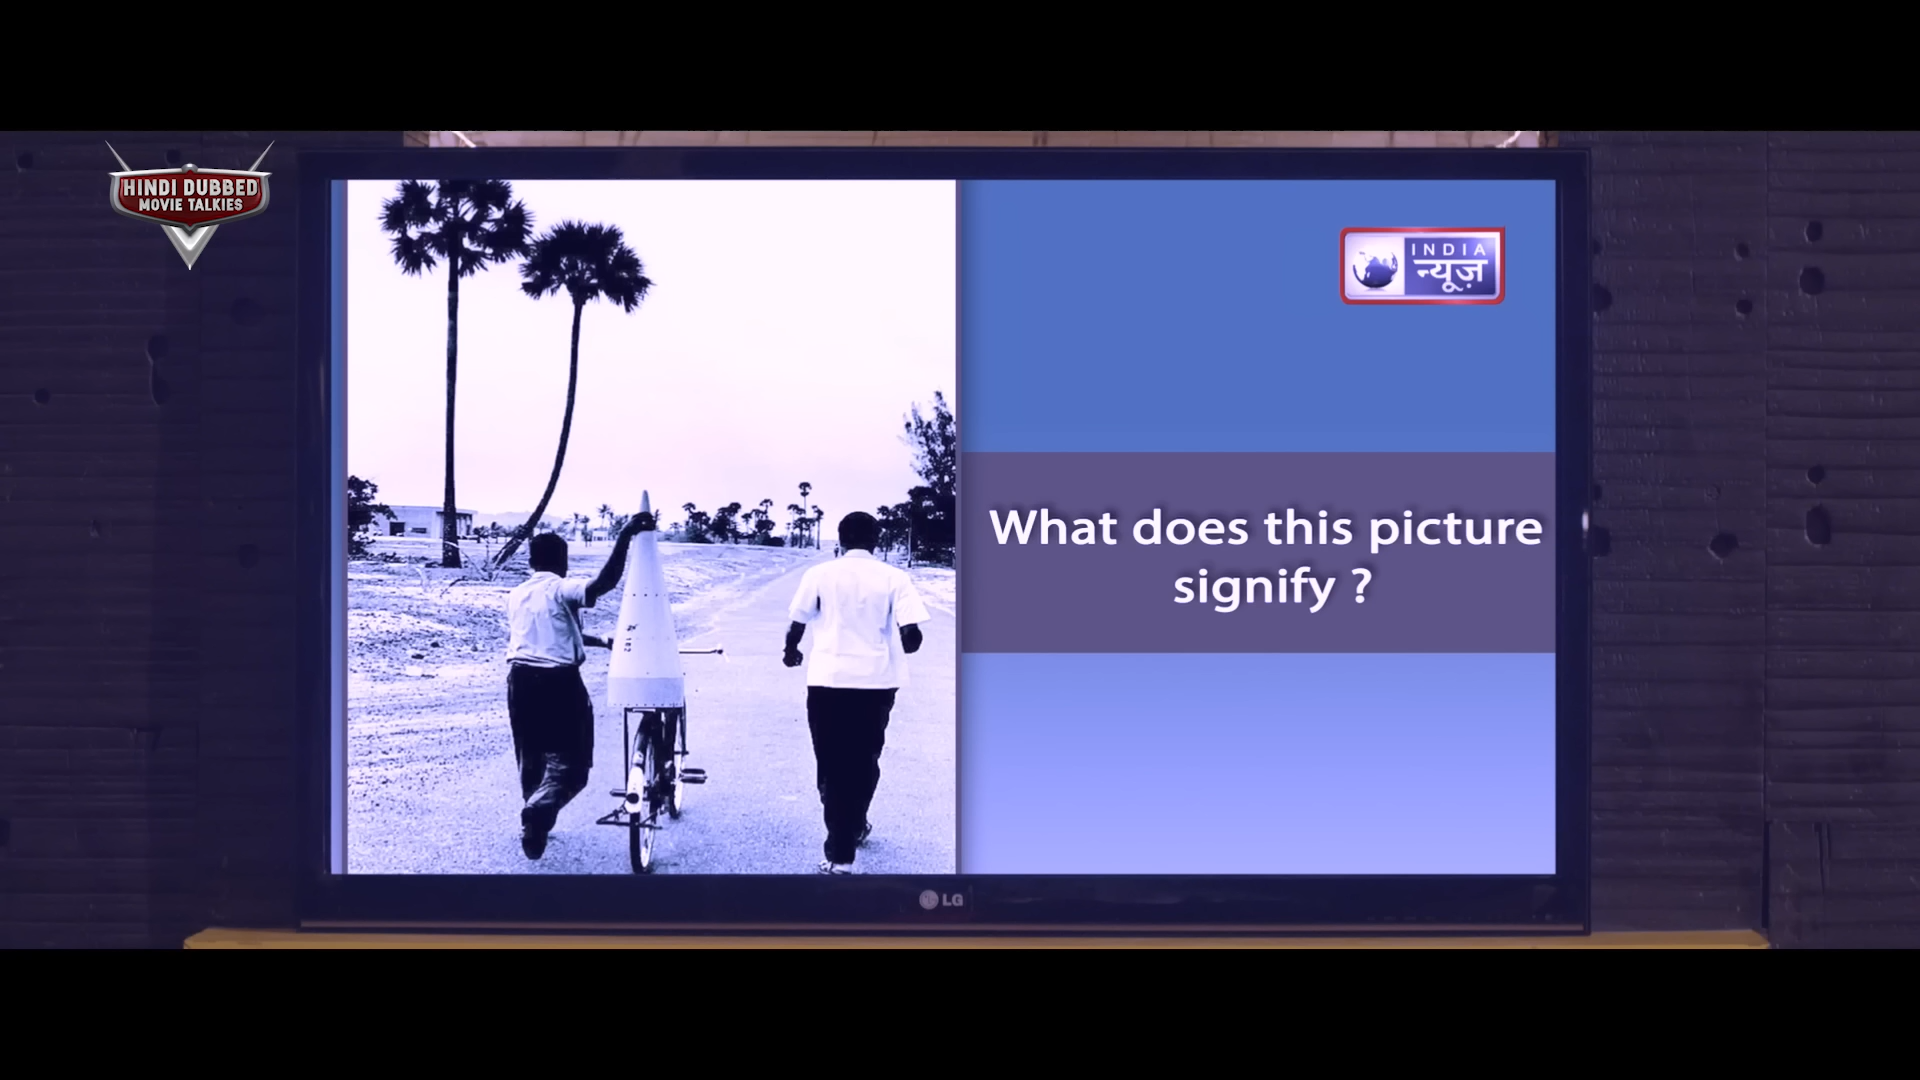 HINDI DUBBED
MOVIE TALKIES
INDIA
न्यूज़
What does this picture
signify ?
LG